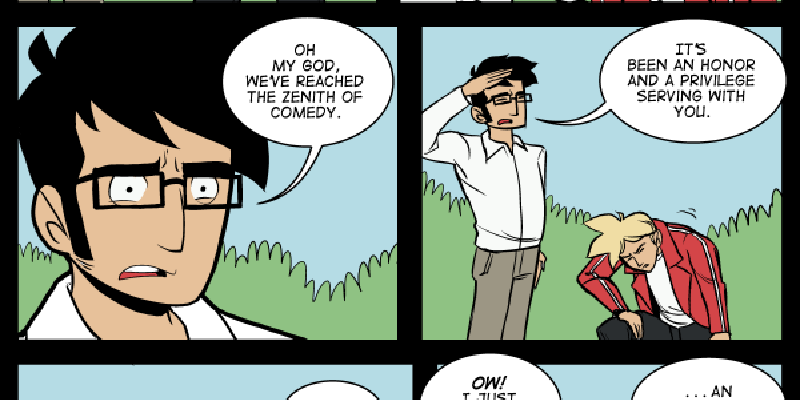 OH
MY GOD,
WE'VE REACHED
THE ZENITH OF
COMEDY.
IT'S
BEEN AN HONOR
AND A PRIVILEGE
SERVING WITH
YOU.
OW!
I JUST
...AN